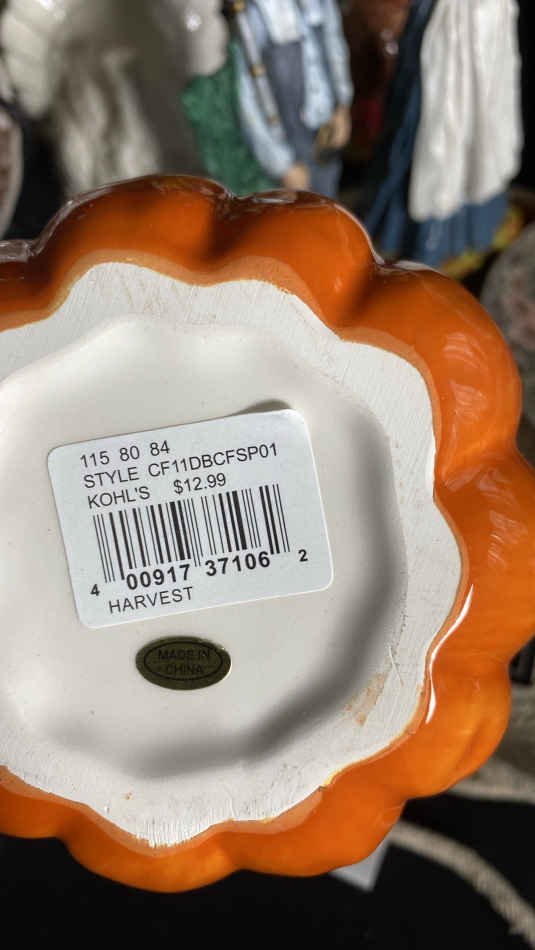 115 80 84
STYLE CF11DBCFSP01
KOHL'S $12.99
4 00917 37106 2
HARVEST
MADE IN
CHINA